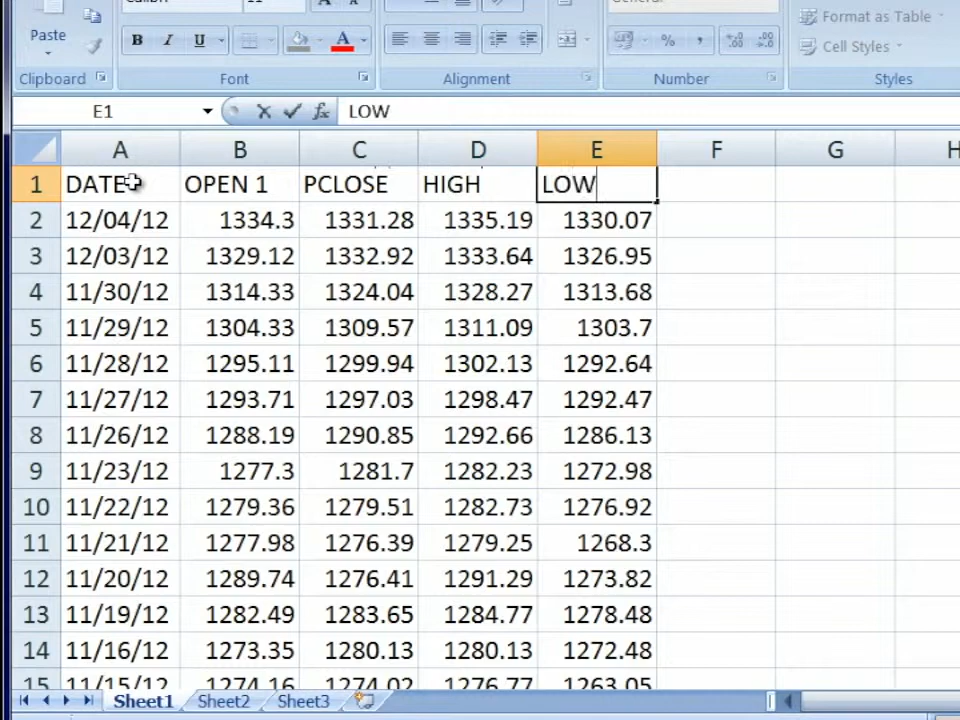 Calibri 11 General
Paste
Format as Table
B I U A % ,
Cell Styles
Clipboard Font Alignment Number Styles
E1 fx LOW
A B C D E F G H
1 DATE OPEN 1 PCLOSE HIGH LOW
2 12/04/12 1334.3 1331.28 1335.19 1330.07
3 12/03/12 1329.12 1332.92 1333.64 1326.95
4 11/30/12 1314.33 1324.04 1328.27 1313.68
5 11/29/12 1304.33 1309.57 1311.09 1303.7
6 11/28/12 1295.11 1299.94 1302.13 1292.64
7 11/27/12 1293.71 1297.03 1298.47 1292.47
8 11/26/12 1288.19 1290.85 1292.66 1286.13
9 11/23/12 1277.3 1281.7 1282.23 1272.98
10 11/22/12 1279.36 1279.51 1282.73 1276.92
11 11/21/12 1277.98 1276.39 1279.25 1268.3
12 11/20/12 1289.74 1276.41 1291.29 1273.82
13 11/19/12 1282.49 1283.65 1284.77 1278.48
14 11/16/12 1273.35 1280.13 1280.13 1272.48
15 11/15/12 1274.16 1274.02 1276.77 1263.05
Sheet1 Sheet2 Sheet3